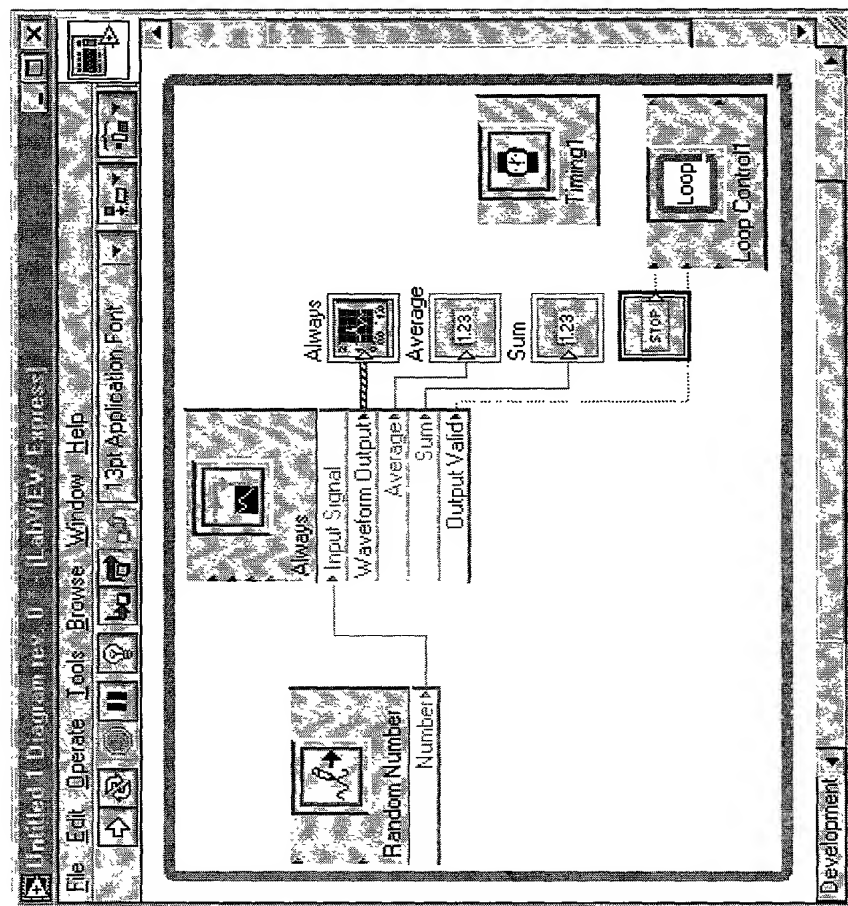 Untitled 1 Diagram rev. 0 [LabVIEW Express]
File Edit Operate Tools Browse Window Help
13pt Application Font
Always
Input Signal
Waveform Output
Average
Sum
Output Valid
Random Number
Number
Always
1.23
Average
1.23
Sum
STOP
Timing1
Loop
Loop Control1
Development